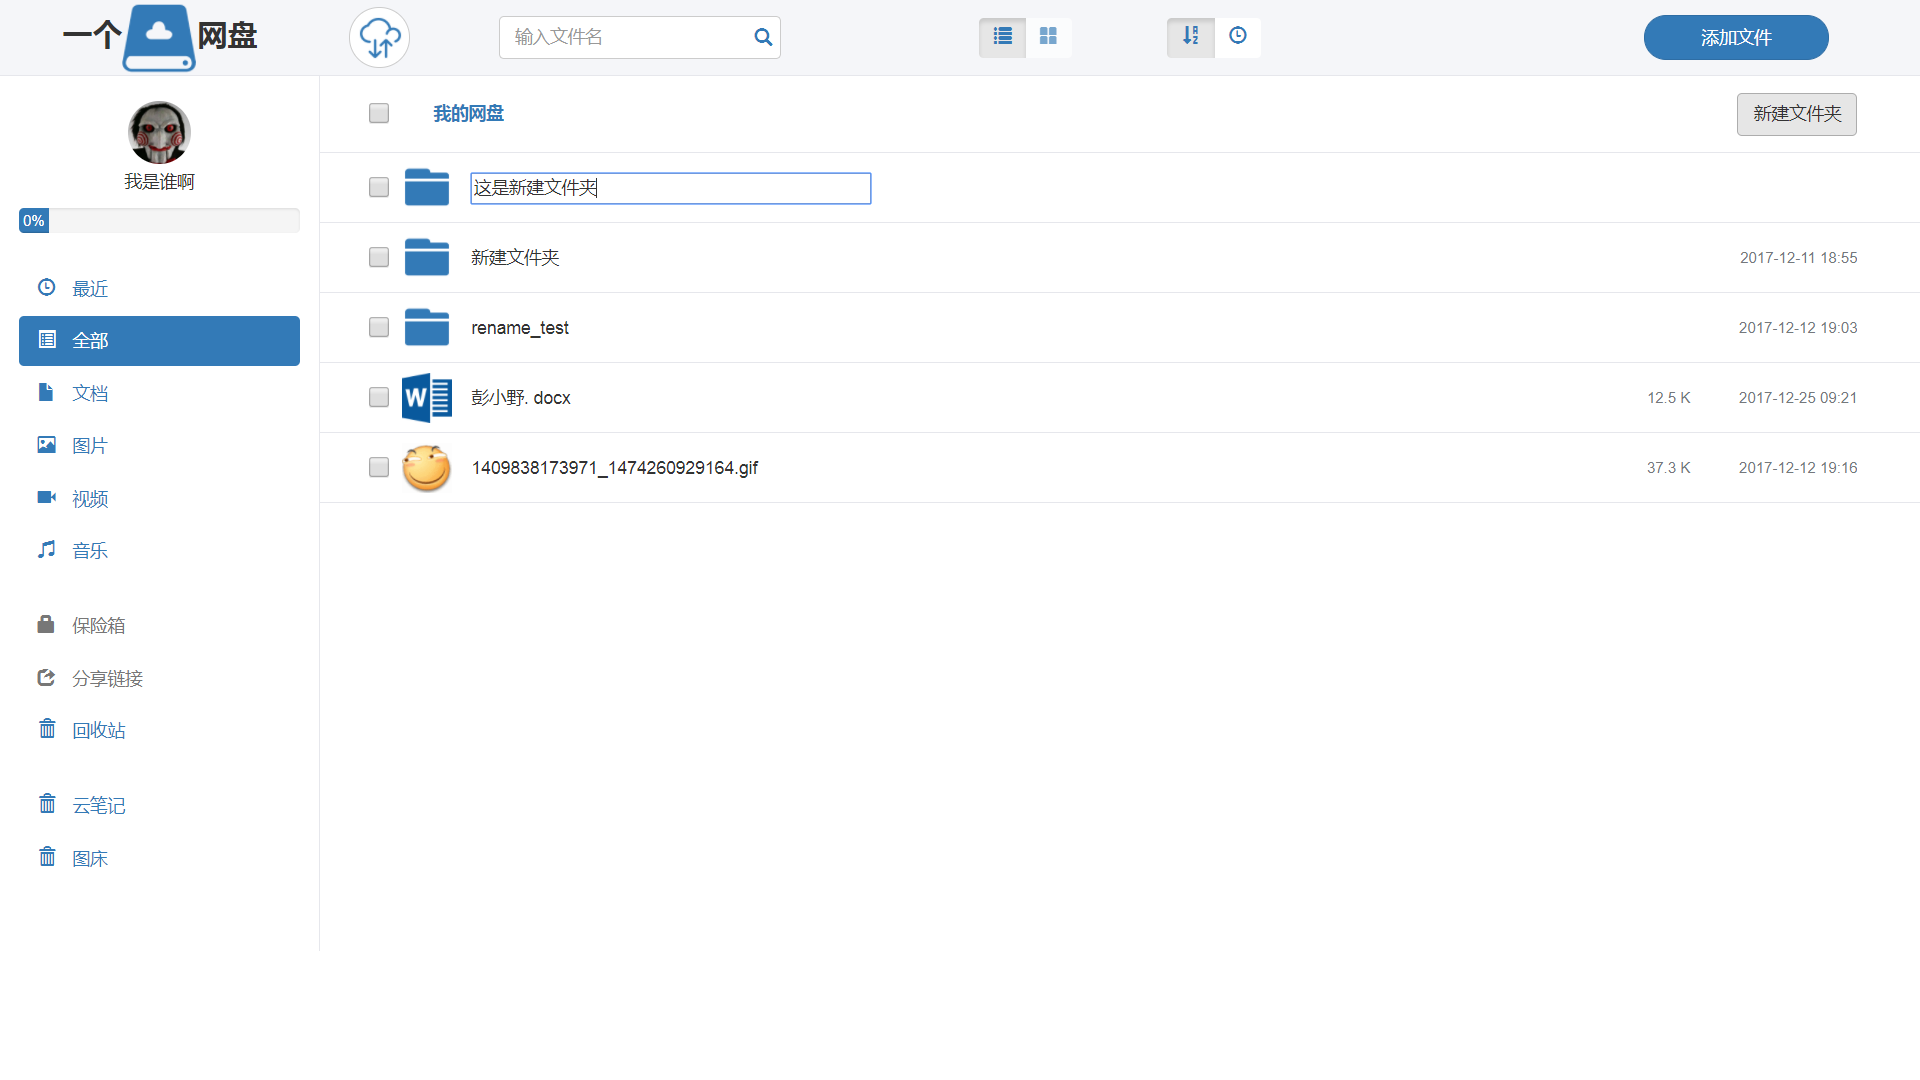 一个网盘
输入文件名
添加文件
我是谁啊
0%
最近
全部
文档
图片
视频
音乐
保险箱
分享链接
回收站
云笔记
图床
我的网盘
新建文件夹
这是新建文件夹
新建文件夹 2017-12-11 18:55
rename_test 2017-12-12 19:03
彭小野. docx 12.5 K 2017-12-25 09:21
1409838173971_1474260929164.gif 37.3 K 2017-12-12 19:16